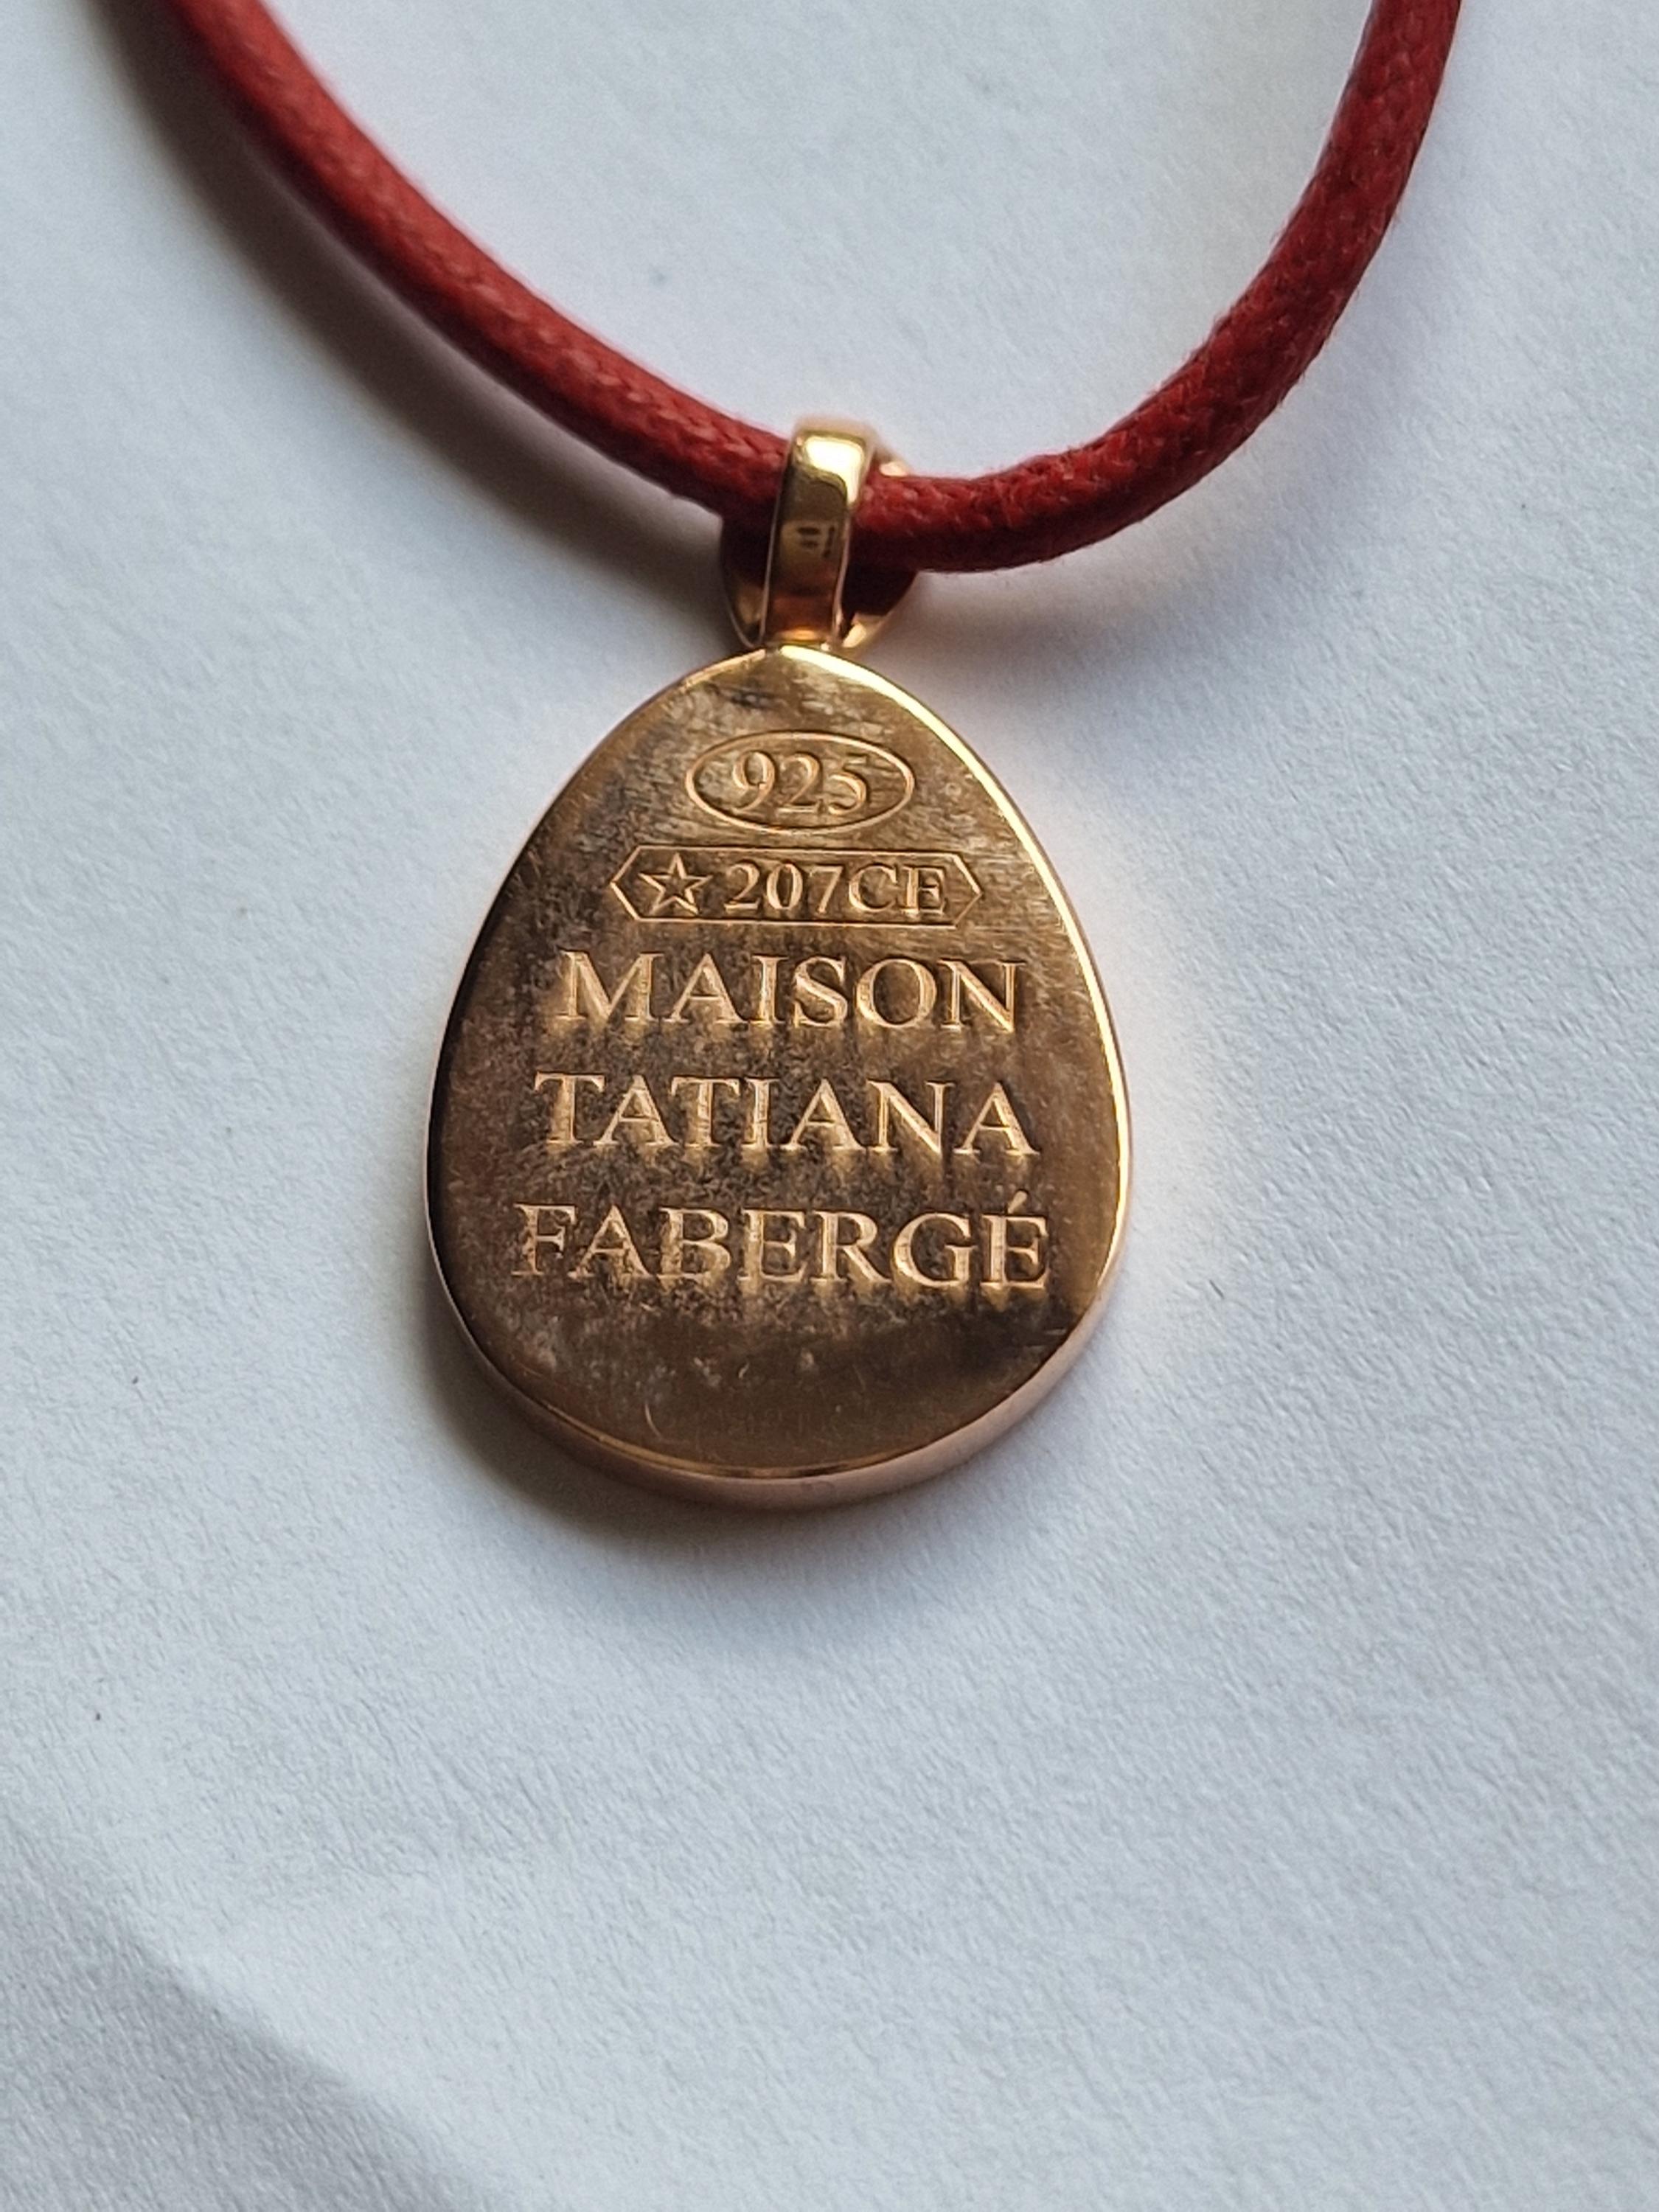 925
☆ 207CE
MAISON
TATIANA
FABERGÉ